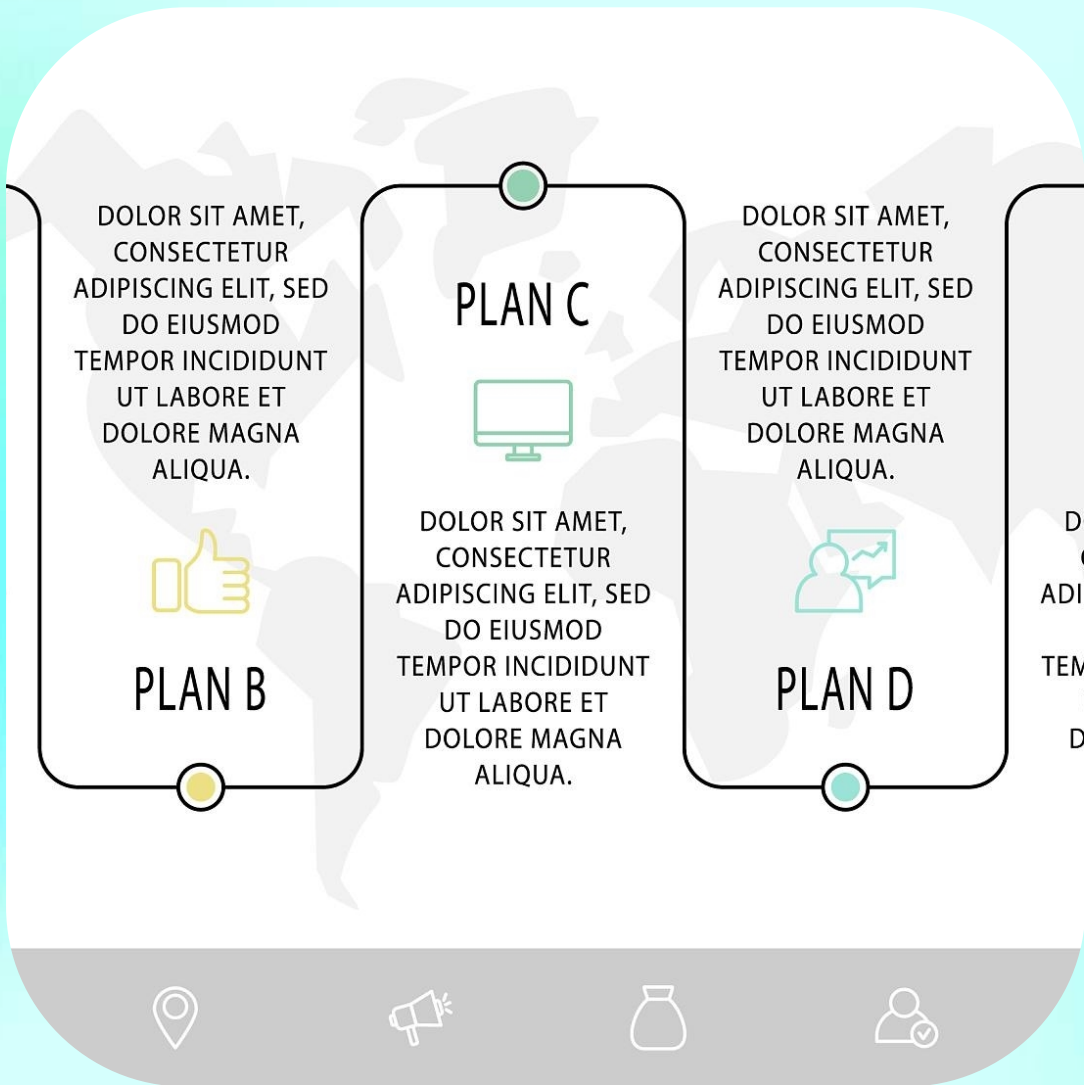 DOLOR SIT AMET,
CONSECTETUR
ADIPISCING ELIT, SED
DO EIUSMOD
TEMPOR INCIDIDUNT
UT LABORE ET
DOLORE MAGNA
ALIQUA.
PLAN B
PLAN C
DOLOR SIT AMET,
CONSECTETUR
ADIPISCING ELIT, SED
DO EIUSMOD
TEMPOR INCIDIDUNT
UT LABORE ET
DOLORE MAGNA
ALIQUA.
DOLOR SIT AMET,
CONSECTETUR
ADIPISCING ELIT, SED
DO EIUSMOD
TEMPOR INCIDIDUNT
UT LABORE ET
DOLORE MAGNA
ALIQUA.
PLAN D